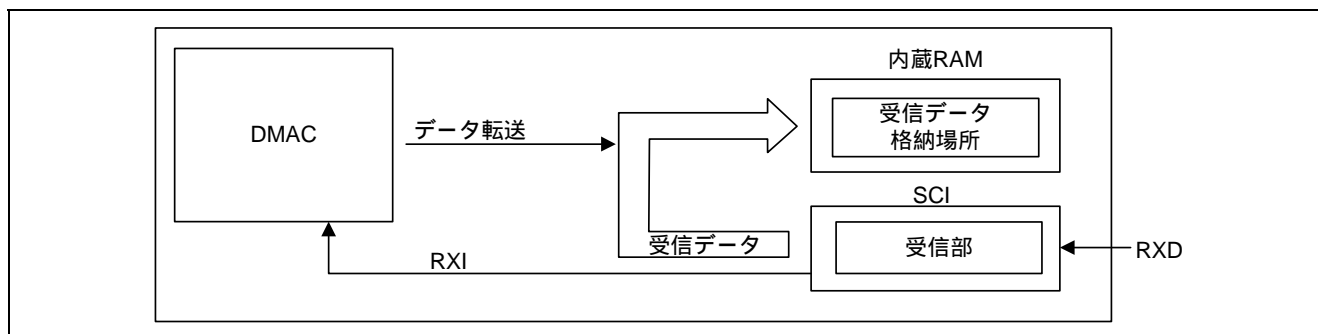 内蔵RAM
DMAC
データ転送
受信データ
格納場所
SCI
受信データ
受信部
RXI
RXD